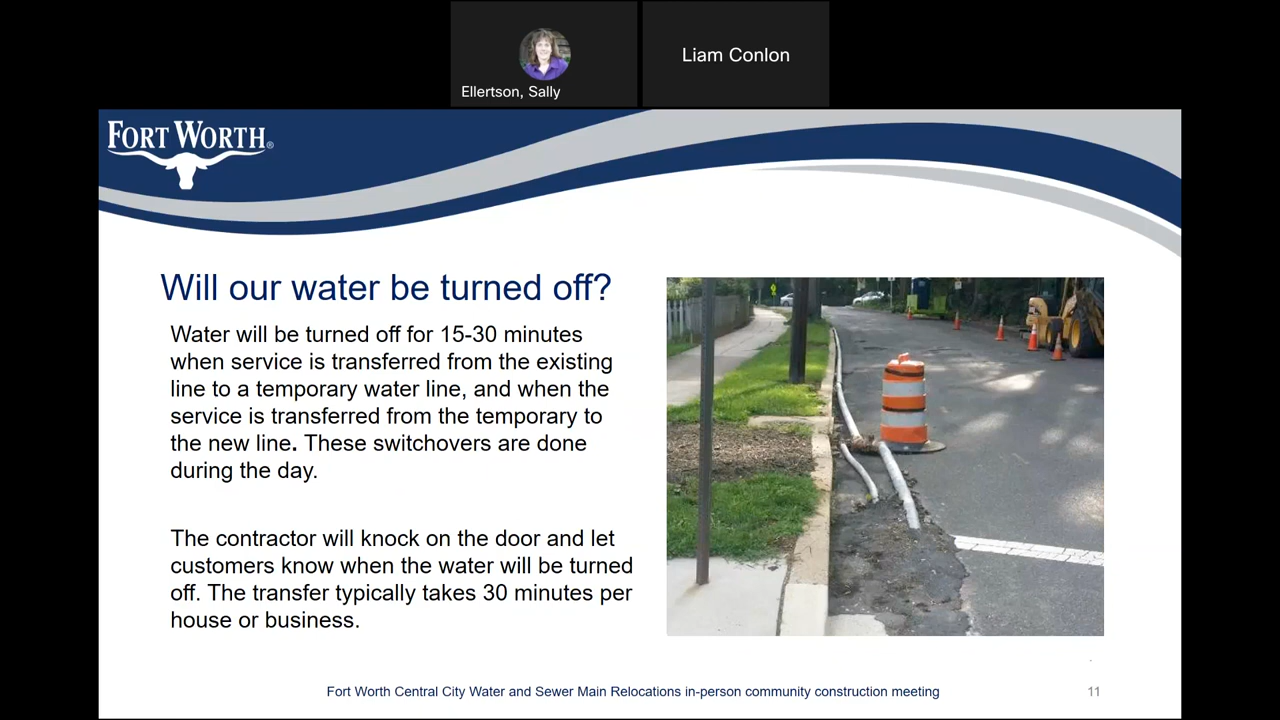 Ellertson, Sally
Liam Conlon
FORT WORTH®
Will our water be turned off?
Water will be turned off for 15-30 minutes
when service is transferred from the existing
line to a temporary water line, and when the
service is transferred from the temporary to
the new line. These switchovers are done
during the day.
The contractor will knock on the door and let
customers know when the water will be turned
off. The transfer typically takes 30 minutes per
house or business.
Fort Worth Central City Water and Sewer Main Relocations in-person community construction meeting
11